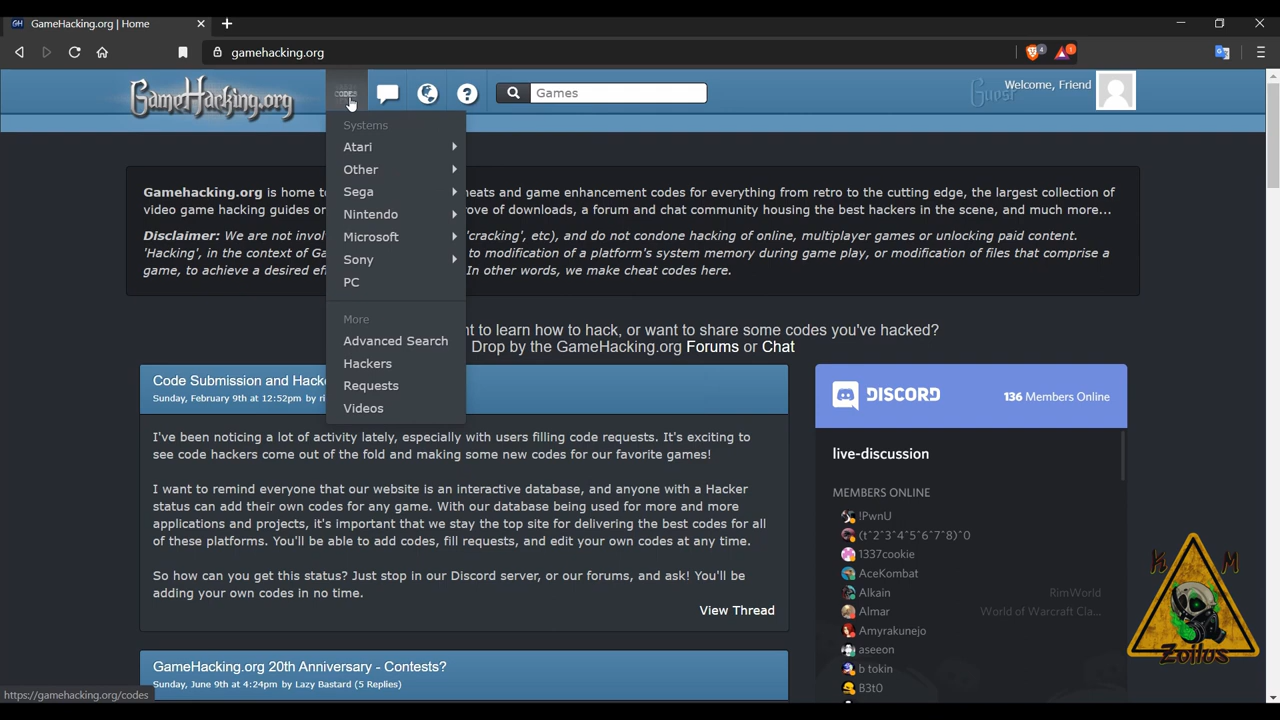 GameHacking.org | Home
gamehacking.org
4
1
GameHacking.org
CODES
Games
Guest
Welcome, Friend
Systems
Atari
Other
Sega
Nintendo
Microsoft
Sony
PC
More
Advanced Search
Hackers
Requests
Videos
Gamehacking.org is home t eats and game enhancement codes for everything from retro to the cutting edge, the largest collection of
video game hacking guides or rove of downloads, a forum and chat community housing the best hackers in the scene, and much more...
Disclaimer: We are not invol 'cracking', etc), and do not condone hacking of online, multiplayer games or unlocking paid content.
'Hacking', in the context of Ga to modification of a platform's system memory during game play, or modification of files that comprise a
game, to achieve a desired ef In other words, we make cheat codes here.
nt to learn how to hack, or want to share some codes you've hacked?
Drop by the GameHacking.org Forums or Chat
Code Submission and Hack
Sunday, February 9th at 12:52pm by ri
I've been noticing a lot of activity lately, especially with users filling code requests. It's exciting to
see code hackers come out of the fold and making some new codes for our favorite games!
I want to remind everyone that our website is an interactive database, and anyone with a Hacker
status can add their own codes for any game. With our database being used for more and more
applications and projects, it's important that we stay the top site for delivering the best codes for all
of these platforms. You'll be able to add codes, fill requests, and edit your own codes at any time.
So how can you get this status? Just stop in our Discord server, or our forums, and ask! You'll be
adding your own codes in no time.
View Thread
GameHacking.org 20th Anniversary - Contests?
Sunday, June 9th at 4:24pm by Lazy Bastard (5 Replies)
DISCORD
136 Members Online
live-discussion
MEMBERS ONLINE
!PwnU
(t^2^3^4^5^6^7^8)^0
1337cookie
AceKombat
Alkain RimWorld
Almar World of Warcraft Cla...
Amyrakunejo
aseeon
b tokin
B3t0
K M
Zoilus
https://gamehacking.org/codes